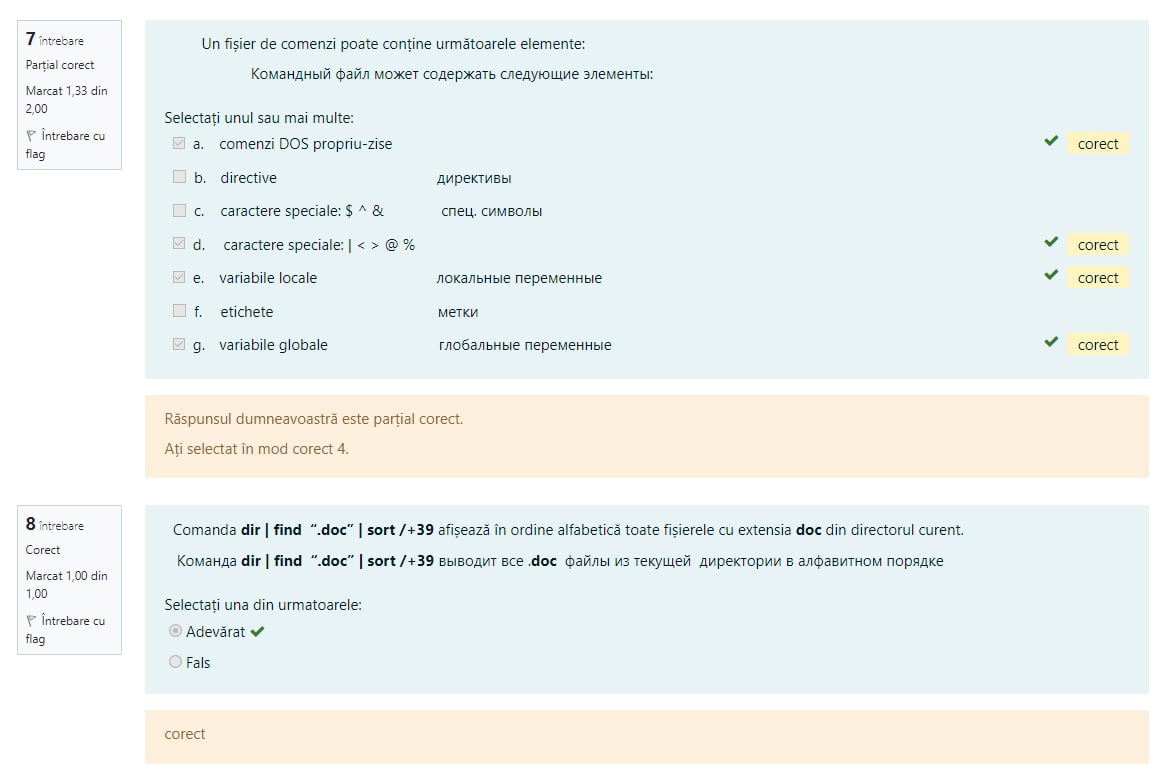 7 întrebare
Parțial corect
Marcat 1,33 din
2,00
Întrebare cu
flag
Un fișier de comenzi poate conține următoarele elemente:
Командный файл может содержать следующие элементы:
Selectați unul sau mai multe:
a. comenzi DOS propriu-zise corect
b. directive директивы
c. caractere speciale: $ ^ & спец. символы
d. caractere speciale: | < > @ % corect
e. variabile locale локальные переменные corect
f. etichete метки
g. variabile globale глобальные переменные corect
Răspunsul dumneavoastră este parțial corect.
Ați selectat în mod corect 4.
8 întrebare
Corect
Marcat 1,00 din
1,00
Întrebare cu
flag
Comanda dir | find “.doc” | sort /+39 afișează în ordine alfabetică toate fișierele cu extensia doc din directorul curent.
Команда dir | find “.doc” | sort /+39 выводит все .doc файлы из текущей директории в алфавитном порядке
Selectați una din urmatoarele:
Adevărat
Fals
corect